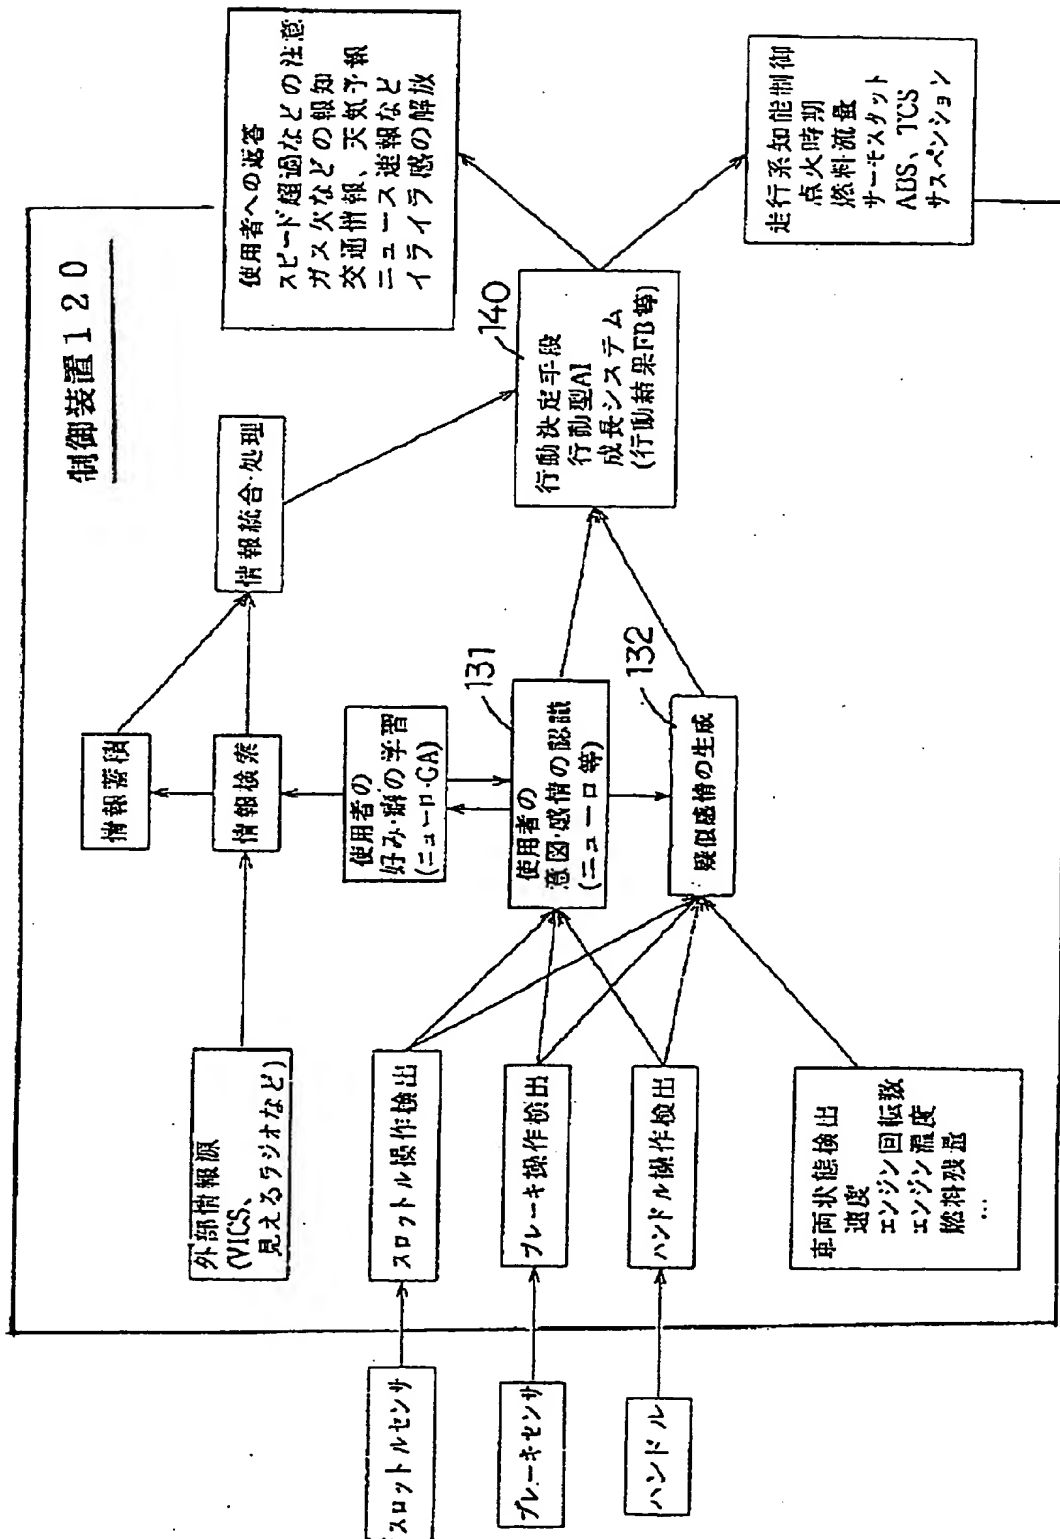 制御装置120
スロットルセンサ
ブレーキセンサ
ハンドル
外部情報源
(VICS、
見えるラジオなど)
スロットル操作検出
ブレーキ操作検出
ハンドル操作検出
車両状態検出
速度
エンジン回転数
エンジン温度
燃料残量
…
情報蓄積
情報検索
使用者の
好み・癖の学習
(ニューロ・GA)
131
使用者の
意図・感情の認識
(ニューロ等)
132
疑似感情の生成
情報統合・処理
140
行動決定手段
行動型AI
成長システム
(行動結果FB等)
使用者への返答
スピード超過などの注意
ガス欠などの報知
交通情報、天気予報
ニュース速報など
イライラ感の解放
走行系知能制御
点火時期
燃料流量
サーモスタット
ABS、TCS
サスペンション